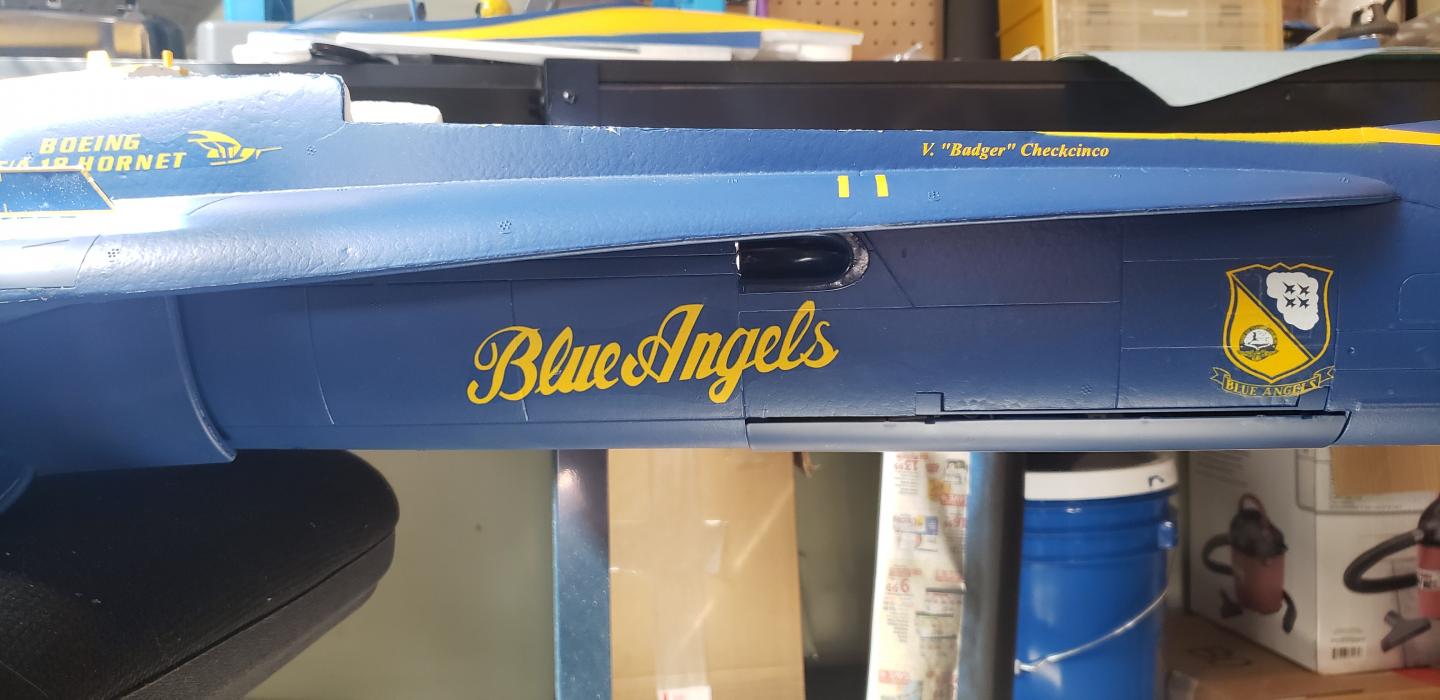 BOEING
F/A-18 HORNET
V. "Badger" Checkcinco
Blue Angels
BLUE ANGELS